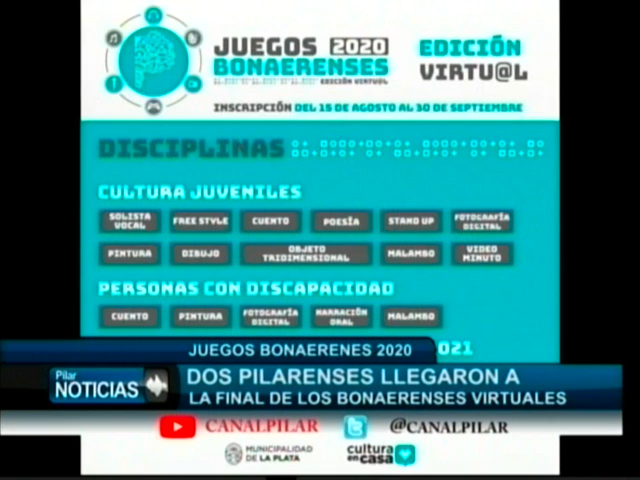 JUEGOS 2020
BONAERENSES
EDICIÓN VIRTUAL
EDICIÓN
VIRTU@L
INSCRIPCIÓN DEL 15 DE AGOSTO AL 30 DE SEPTIEMBRE
DISCIPLINAS
CULTURA JUVENILES
SOLISTA VOCAL
FREE STYLE
CUENTO
POESÍA
STAND UP
FOTOGRAFÍA DIGITAL
PINTURA
DIBUJO
OBJETO TRIDIMENSIONAL
MALAMBO
VIDEO MINUTO
PERSONAS CON DISCAPACIDAD
CUENTO
PINTURA
FOTOGRAFÍA DIGITAL
NARRACIÓN ORAL
MALAMBO
021
JUEGOS BONAERENES 2020
Pilar
NOTICIAS
DOS PILARENSES LLEGARON A
LA FINAL DE LOS BONAERENSES VIRTUALES
CANALPILAR
@CANALPILAR
MUNICIPALIDAD
DE LA PLATA
cultura
en casa